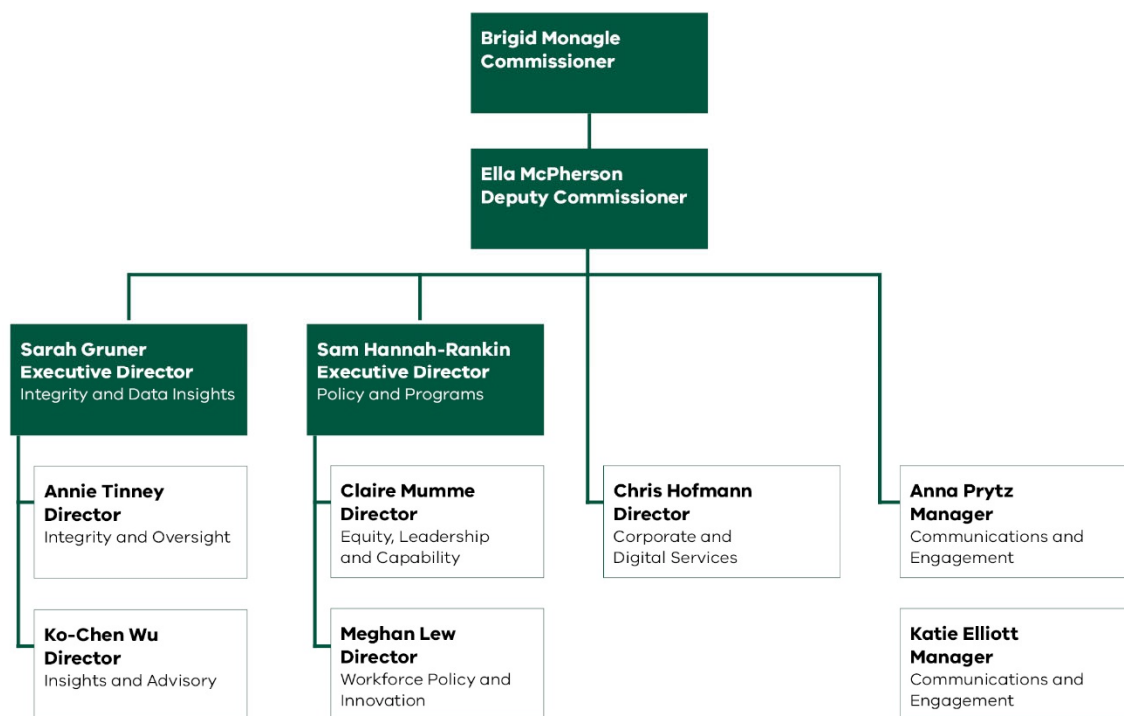 Brigid Monagle
Commissioner
Ella McPherson
Deputy Commissioner
Sarah Gruner
Executive Director
Integrity and Data Insights
Sam Hannah-Rankin
Executive Director
Policy and Programs
Annie Tinney
Director
Integrity and Oversight
Claire Mumme
Director
Equity, Leadership
and Capability
Chris Hofmann
Director
Corporate and
Digital Services
Anna Prytz
Manager
Communications and
Engagement
Ko-Chen Wu
Director
Insights and Advisory
Meghan Lew
Director
Workforce Policy and
Innovation
Katie Elliott
Manager
Communications and
Engagement